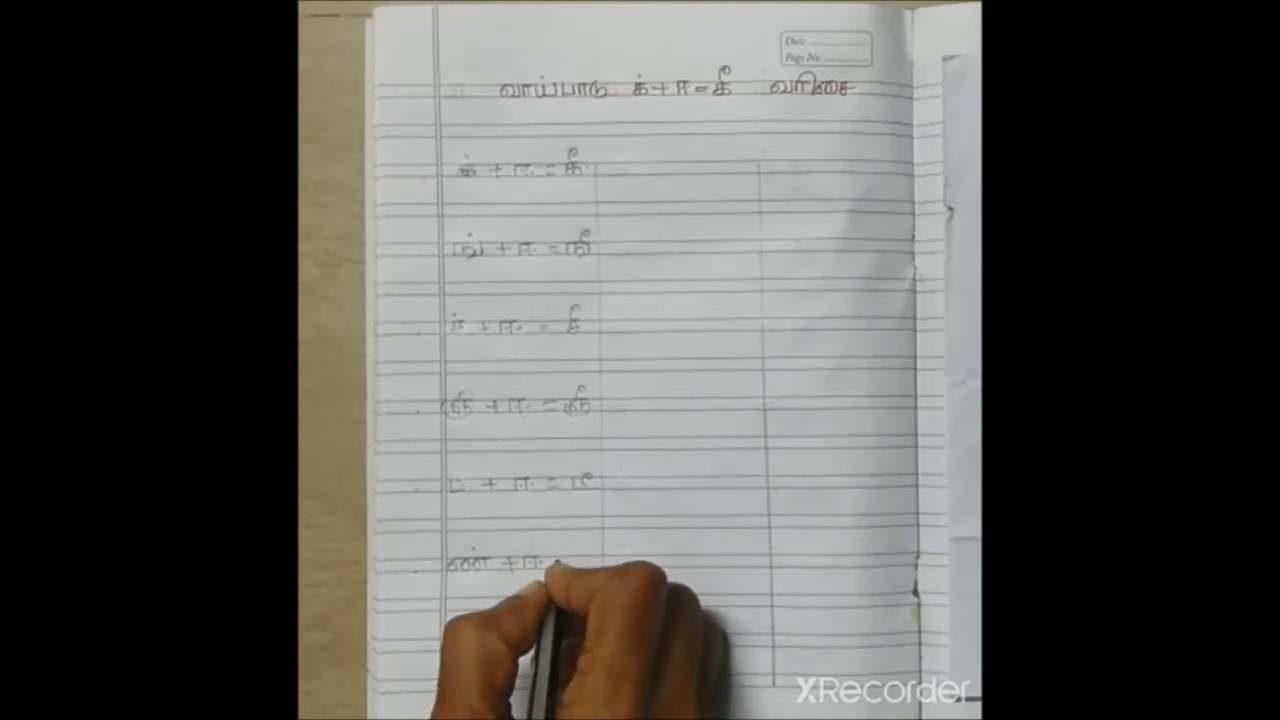 Date
Page No
வாய்பாடு க்+ஈ=கீ வரிசை
க் + ஈ = கீ
ங் + ஈ = ஙீ
ச் + ஈ = சீ
ஞ் + ஈ = ஞீ
ட் + ஈ = டீ
ண் + ஈ
XRecorder